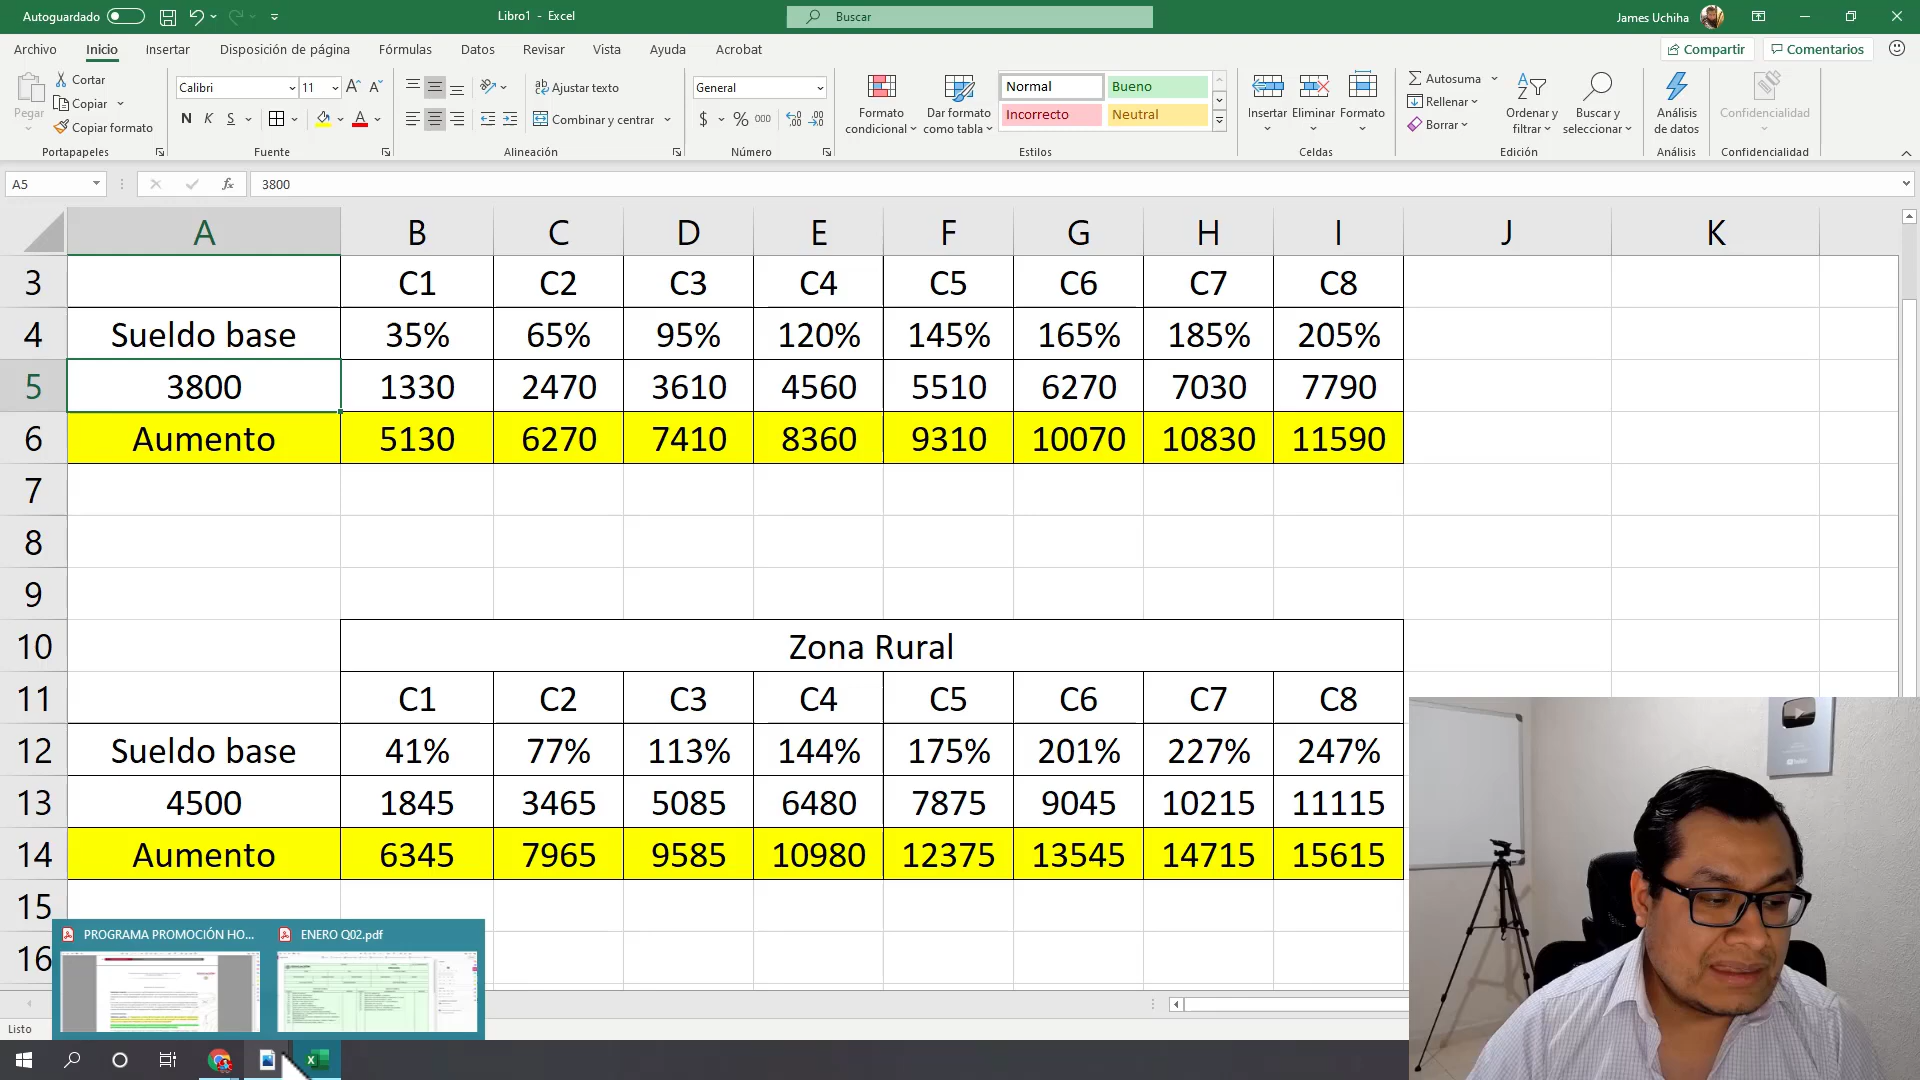 Autoguardado
Libro1 - Excel
Buscar
James Uchiha
Archivo Inicio Insertar Disposición de página Fórmulas Datos Revisar Vista Ayuda Acrobat
Compartir Comentarios
Pegar
Cortar
Copiar
Copiar formato
Portapapeles
Calibri 11
N K S
Fuente
Ajustar texto
Combinar y centrar
Alineación
General
$ % 000
Número
Formato condicional
Dar formato como tabla
Normal Bueno
Incorrecto Neutral
Estilos
Insertar Eliminar Formato
Celdas
Autosuma
Rellenar
Borrar
Ordenar y filtrar
Buscar y seleccionar
Edición
Análisis de datos
Análisis
Confidencialidad
Confidencialidad
A5 fx 3800
A B C D E F G H I J K
3 C1 C2 C3 C4 C5 C6 C7 C8
4 Sueldo base 35% 65% 95% 120% 145% 165% 185% 205%
5 3800 1330 2470 3610 4560 5510 6270 7030 7790
6 Aumento 5130 6270 7410 8360 9310 10070 10830 11590
7
8
9
10 Zona Rural
11 C1 C2 C3 C4 C5 C6 C7 C8
12 Sueldo base 41% 77% 113% 144% 175% 201% 227% 247%
13 4500 1845 3465 5085 6480 7875 9045 10215 11115
14 Aumento 6345 7965 9585 10980 12375 13545 14715 15615
15
16
PROGRAMA PROMOCIÓN HO... ENERO Q02.pdf
Listo